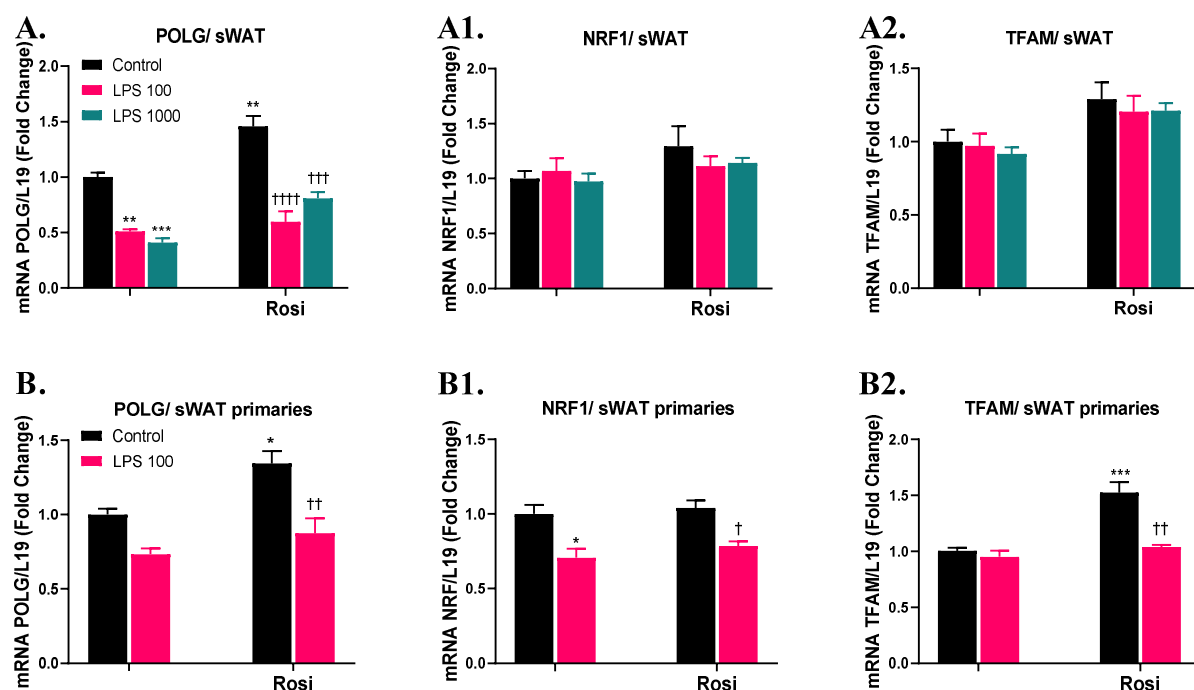 A.
POLG/ sWAT
mRNA POLG/L19 (Fold Change)
2.0
1.5
1.0
0.5
0.0
Control
LPS 100
LPS 1000
**
***
**
††††
†††
Rosi
A1.
NRF1/ sWAT
mRNA NRF1/L19 (Fold Change)
2.0
1.5
1.0
0.5
0.0
Rosi
A2.
TFAM/ sWAT
mRNA TFAM/L19 (Fold Change)
1.5
1.0
0.5
0.0
Rosi
B.
POLG/ sWAT primaries
mRNA POLG/L19 (Fold Change)
1.5
1.0
0.5
0.0
Control
LPS 100
*
††
Rosi
B1.
NRF1/ sWAT primaries
mRNA NRF/L19 (Fold Change)
1.5
1.0
0.5
0.0
*
†
Rosi
B2.
TFAM/ sWAT primaries
mRNA TFAM/L19 (Fold Change)
2.0
1.5
1.0
0.5
0.0
***
††
Rosi